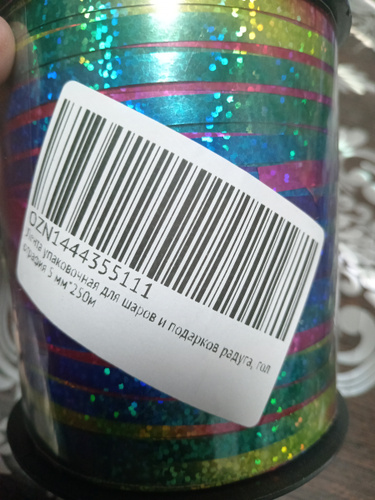 OZN1444355111
Лента упаковочная для шаров и подарков радуга, гол
ография 5 мм*250м